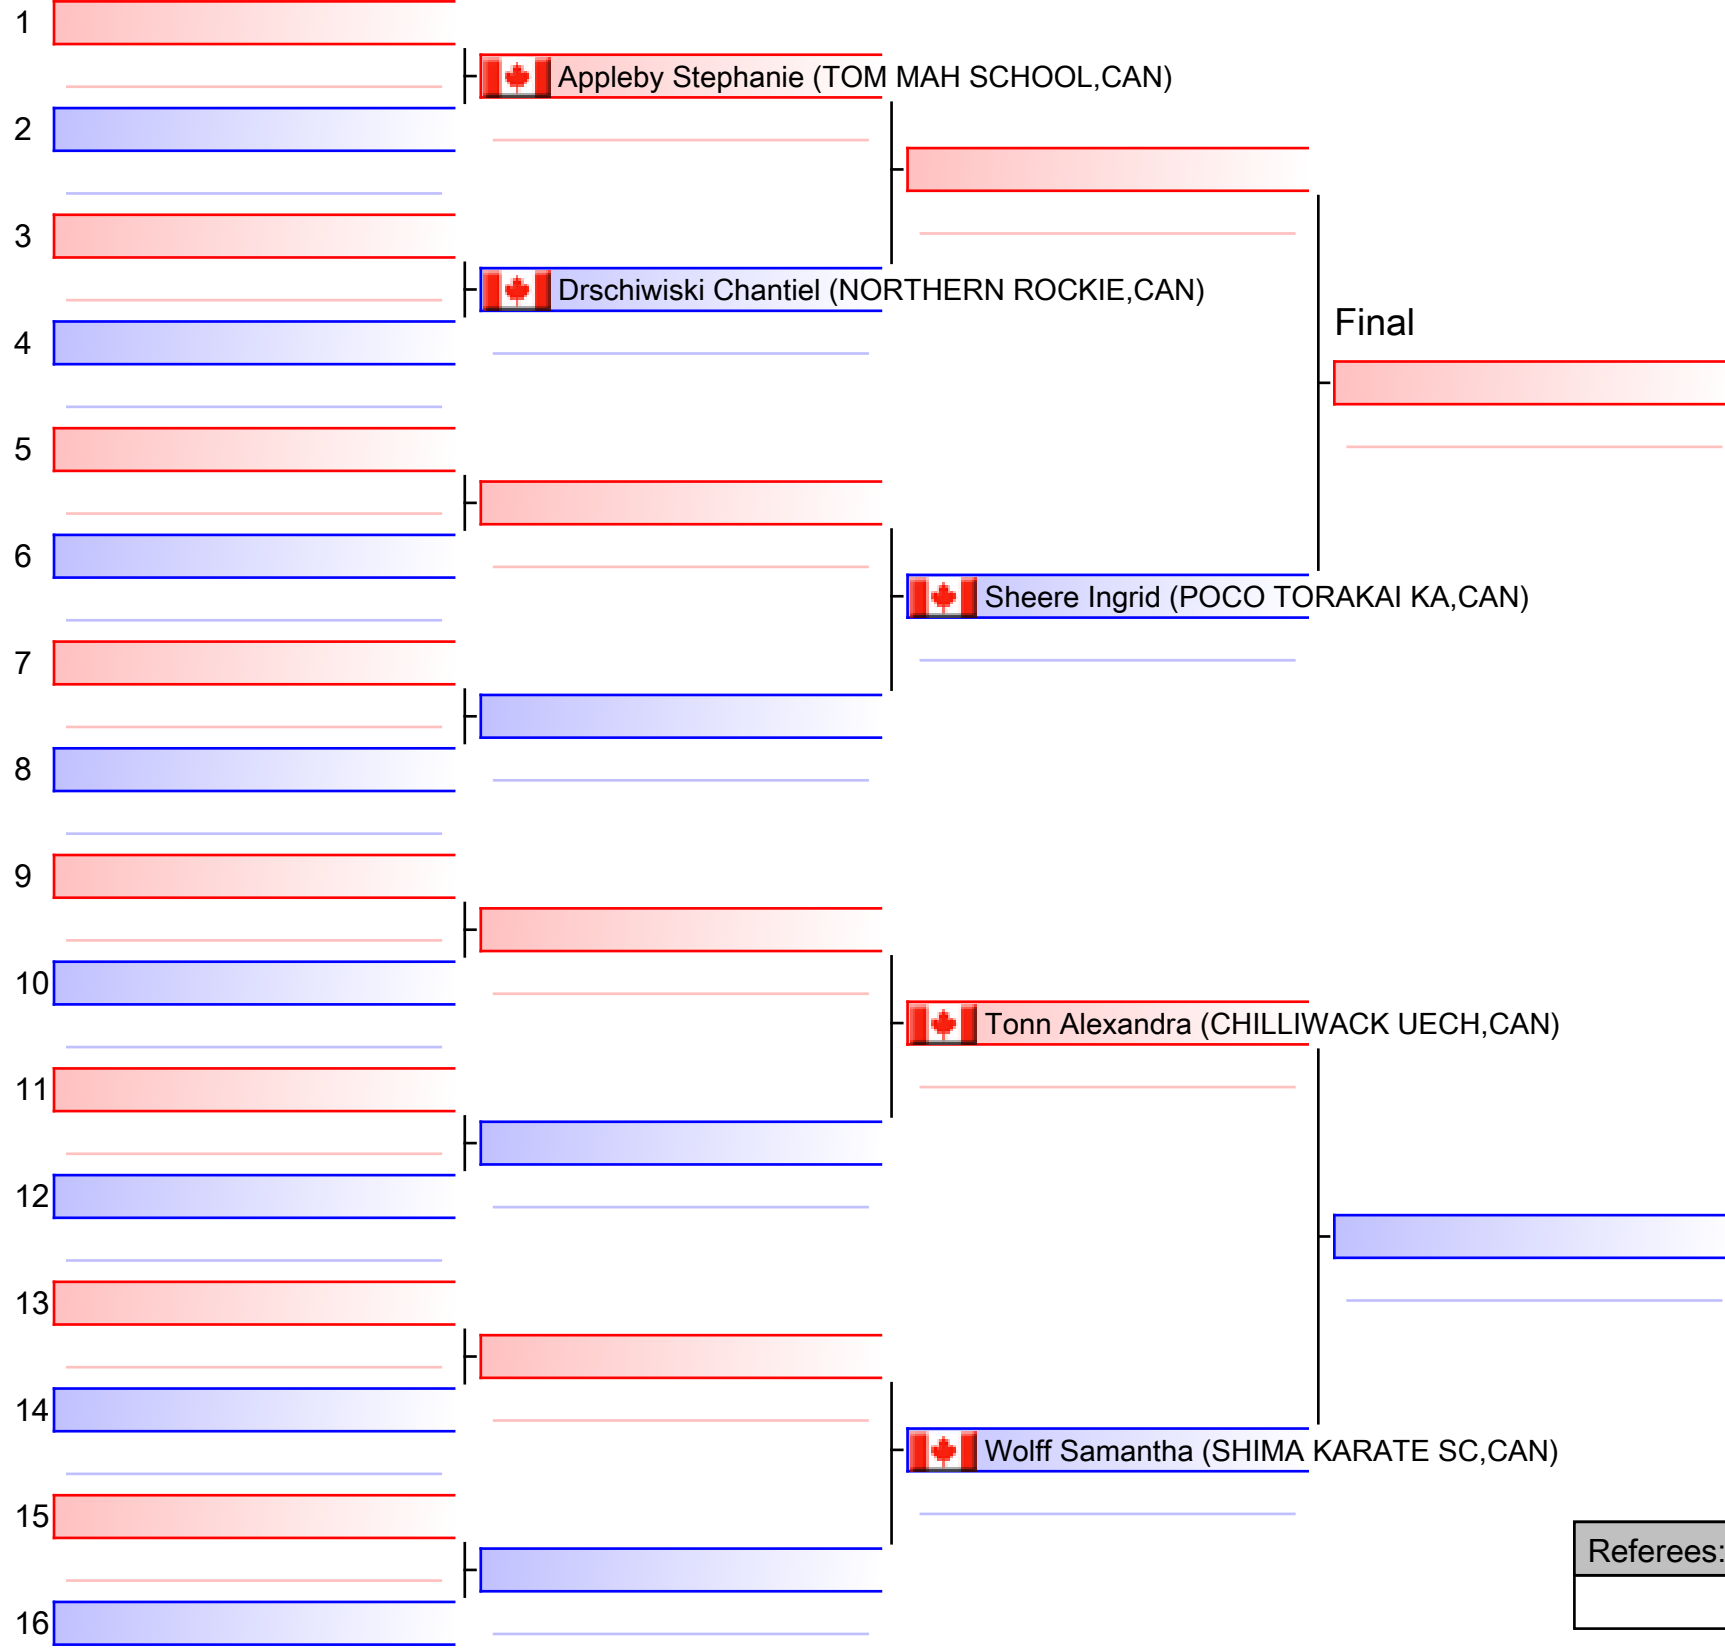 1
Appleby Stephanie (TOM MAH SCHOOL,CAN)
2
3
Drschiwiski Chantiel (NORTHERN ROCKIE,CAN)
4
Final
5
6
Sheere Ingrid (POCO TORAKAI KA,CAN)
7
8
9
10
Tonn Alexandra (CHILLIWACK UECH,CAN)
11
12
13
14
Wolff Samantha (SHIMA KARATE SC,CAN)
15
Referees:
16